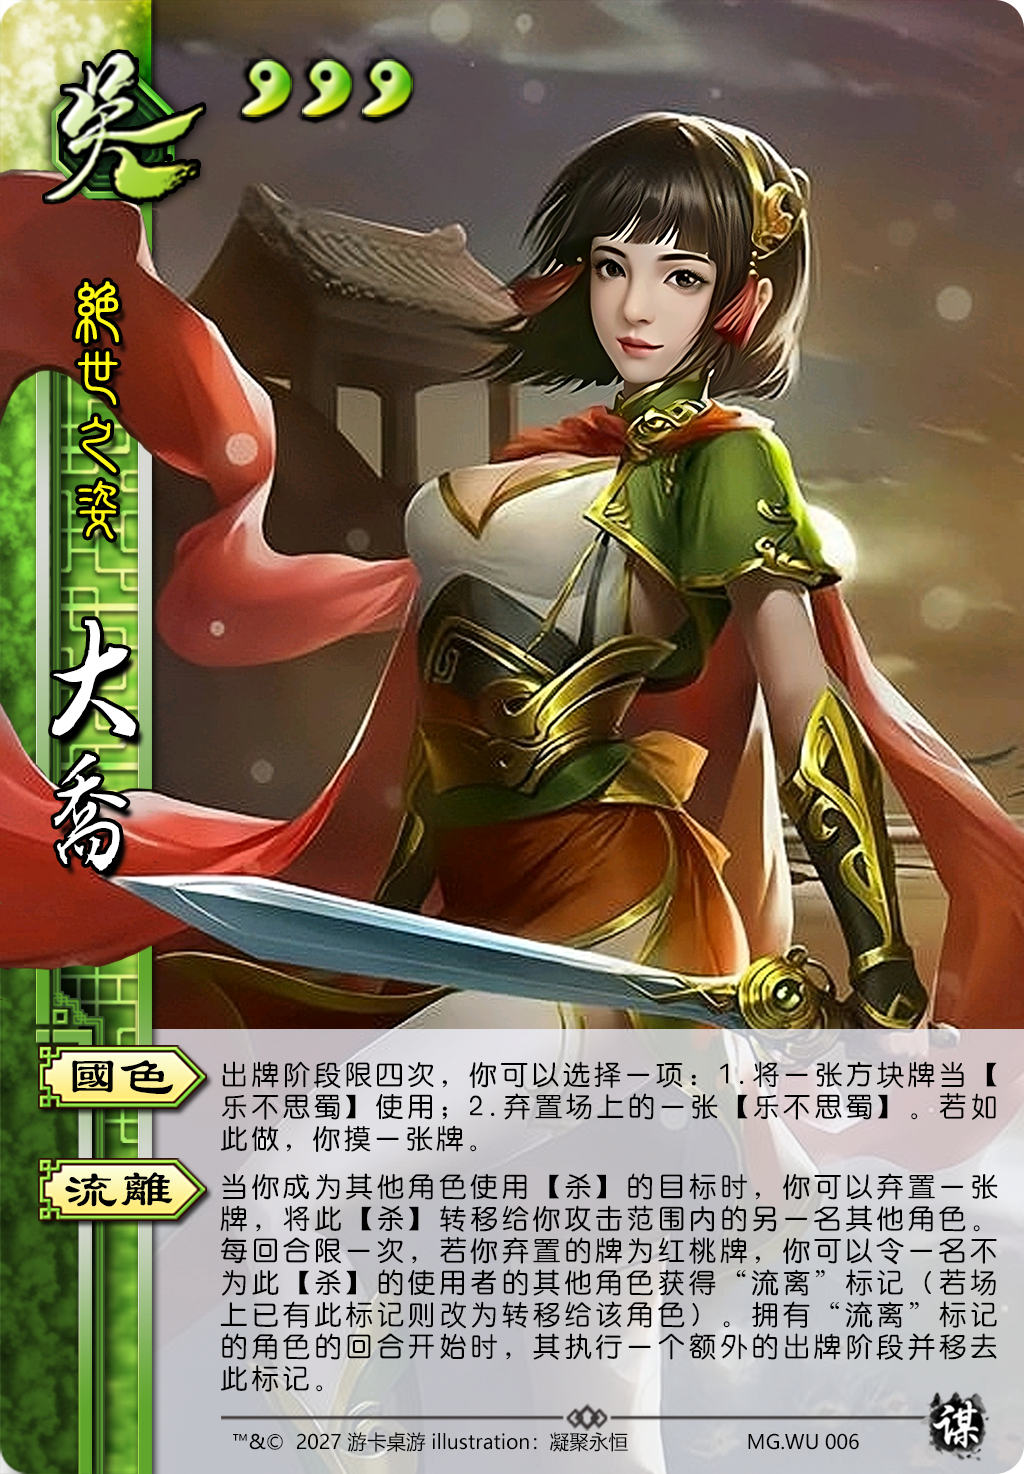 吴
絶世之姿
大喬
國色
出牌阶段限四次，你可以选择一项：1.将一张方块牌当【
乐不思蜀】使用；2.弃置场上的一张【乐不思蜀】。若如
此做，你摸一张牌。
流離
当你成为其他角色使用【杀】的目标时，你可以弃置一张
牌，将此【杀】转移给你攻击范围内的另一名其他角色。
每回合限一次，若你弃置的牌为红桃牌，你可以令一名不
为此【杀】的使用者的其他角色获得“流离”标记（若场
上已有此标记则改为转移给该角色）。拥有“流离”标记
的角色的回合开始时，其执行一个额外的出牌阶段并移去
此标记。
™&© 2027 游卡桌游 illustration：凝聚永恒
MG.WU 006
谋